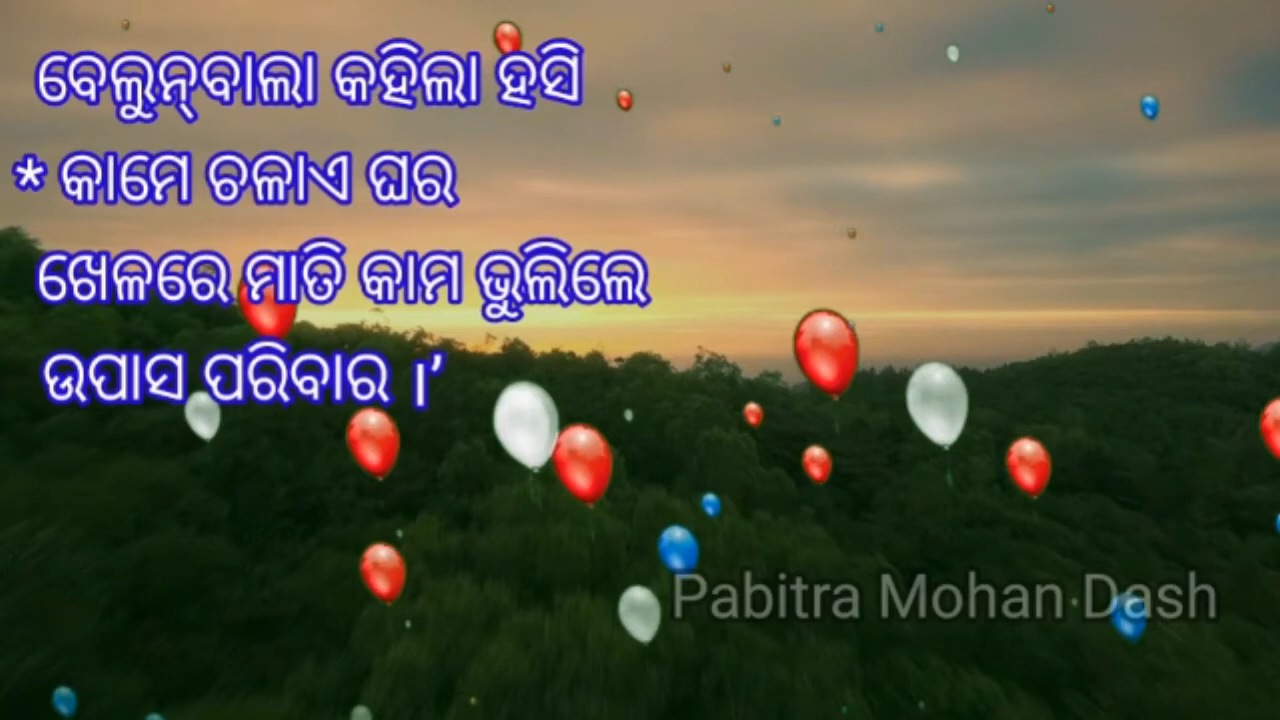 ବେଲୁନ୍‌ବାଲା କହିଲା ହସି
* କାମେ ଚଳାଏ ଘର
ଖେଳରେ ମାତି କାମ ଭୁଲିଲେ
ଉପାସ ପରିବାର ।’
Pabitra Mohan Dash